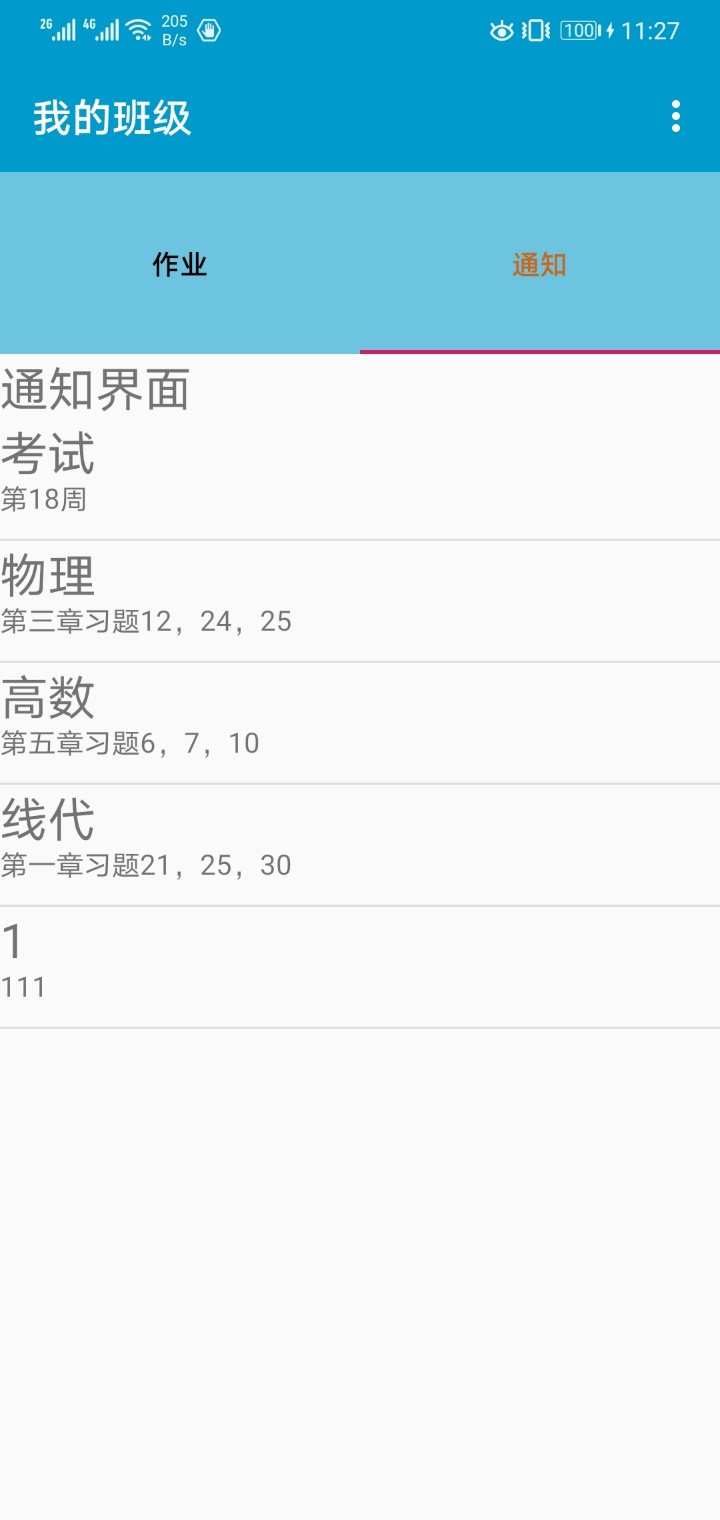 2G 4G 205 B/s 100 11:27
我的班级
作业 通知
通知界面
考试
第18周
物理
第三章习题12，24，25
高数
第五章习题6，7，10
线代
第一章习题21，25，30
1
111